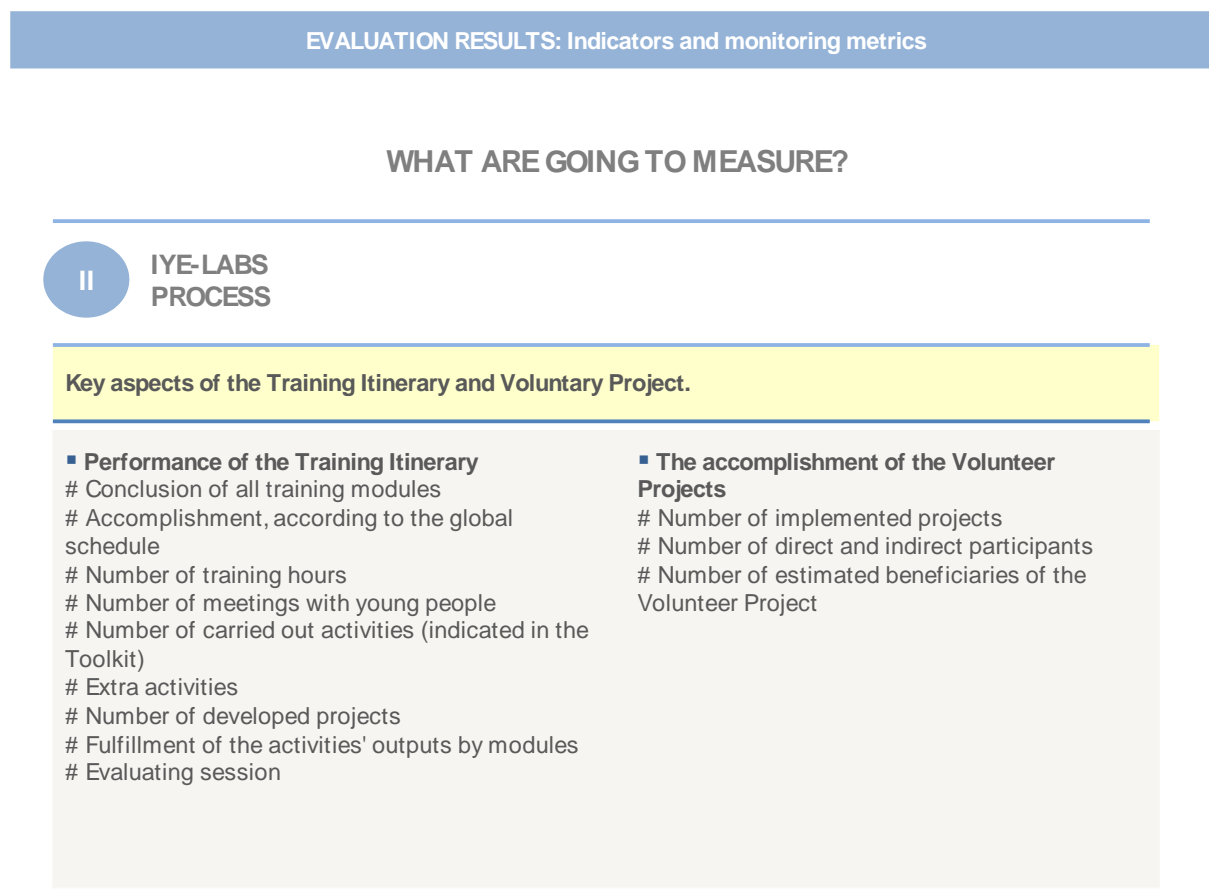 EVALUATION RESULTS: Indicators and monitoring metrics
WHAT ARE GOING TO MEASURE?
II
IYE-LABS
PROCESS
Key aspects of the Training Itinerary and Voluntary Project.
▪ Performance of the Training Itinerary
# Conclusion of all training modules
# Accomplishment, according to the global
schedule
# Number of training hours
# Number of meetings with young people
# Number of carried out activities (indicated in the
Toolkit)
# Extra activities
# Number of developed projects
# Fulfillment of the activities' outputs by modules
# Evaluating session
▪ The accomplishment of the Volunteer
Projects
# Number of implemented projects
# Number of direct and indirect participants
# Number of estimated beneficiaries of the
Volunteer Project